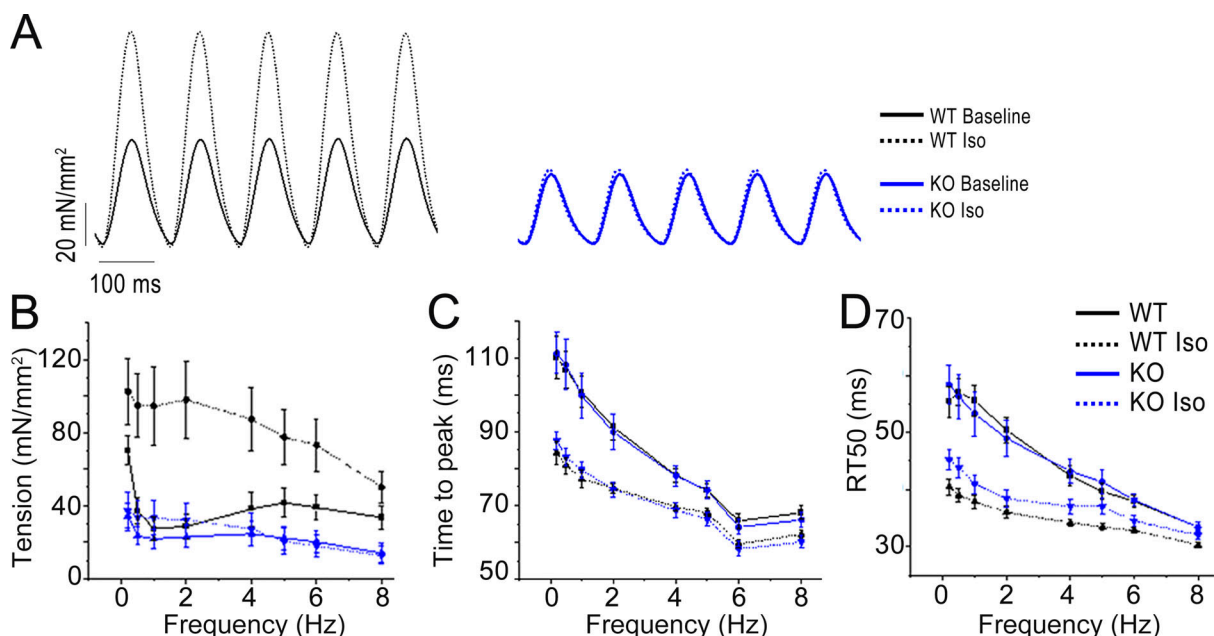 A
20 mN/mm²
100 ms
WT Baseline
WT Iso
KO Baseline
KO Iso
B
Tension (mN/mm²)
120
80
40
0
0 2 4 6 8
Frequency (Hz)
C
Time to peak (ms)
110
90
70
50
0 2 4 6 8
Frequency (Hz)
D
RT50 (ms)
70
50
30
0 2 4 6 8
Frequency (Hz)
WT
WT Iso
KO
KO Iso